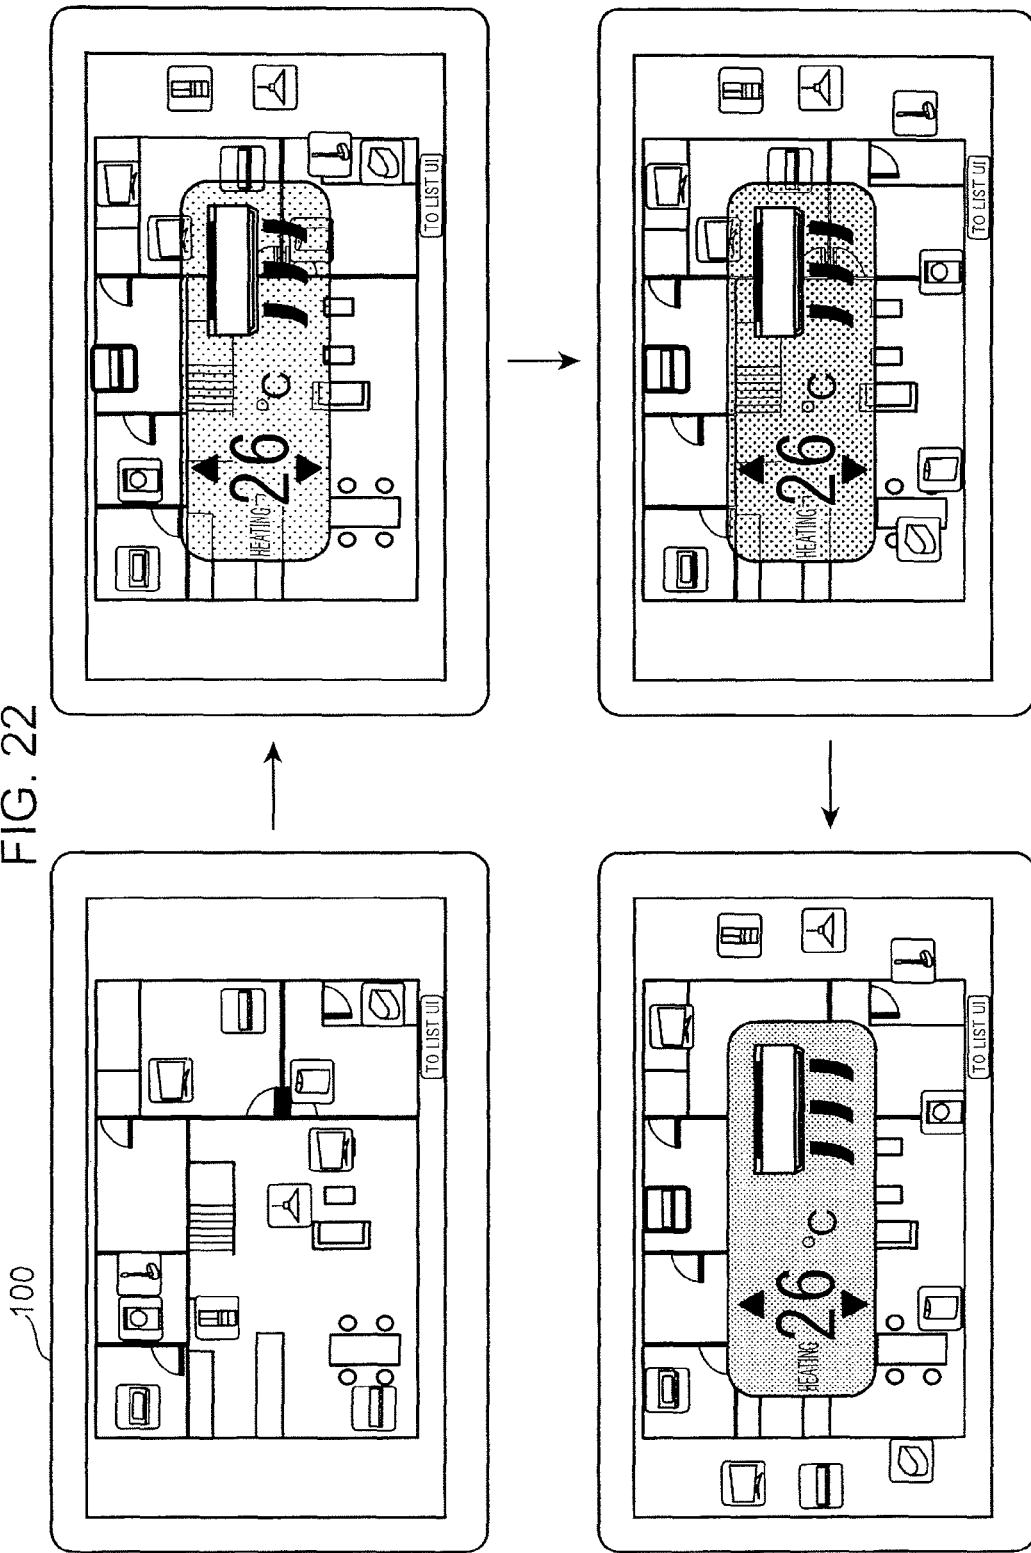 FIG. 22
100
TO LIST UI
HEATING
26 °C
TO LIST UI
HEATING
26 °C
TO LIST UI
HEATING
26 °C
TO LIST UI